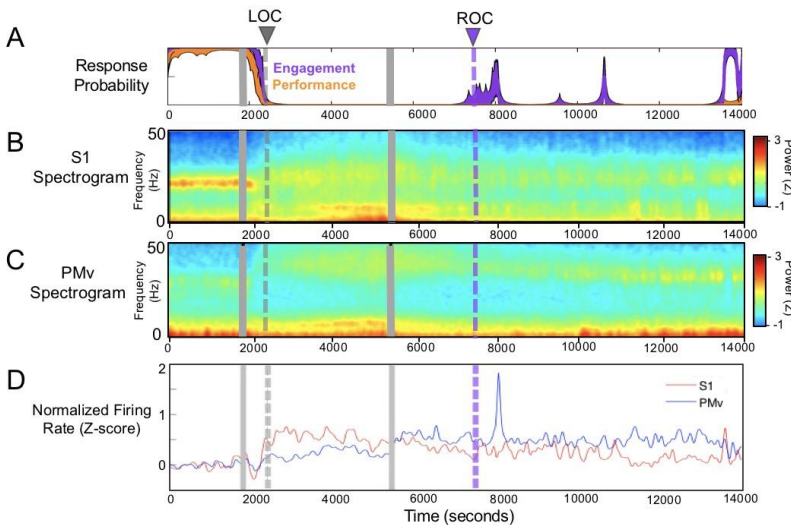 LOC
ROC
A
Response
Probability
Engagement
Performance
0
2000
4000
6000
8000
10000
12000
14000
B
S1
Spectrogram
Frequency
(Hz)
50
0
3
- 1
Power (Z)
0
2000
4000
6000
8000
10000
12000
14000
C
PMv
Spectrogram
Frequency
(Hz)
50
0
3
-1
Power (Z)
0
2000
4000
6000
8000
10000
12000
14000
D
Normalized Firing
Rate (Z-score)
2
1
0
S1
PMv
0
2000
4000
6000
8000
10000
12000
14000
Time (seconds)